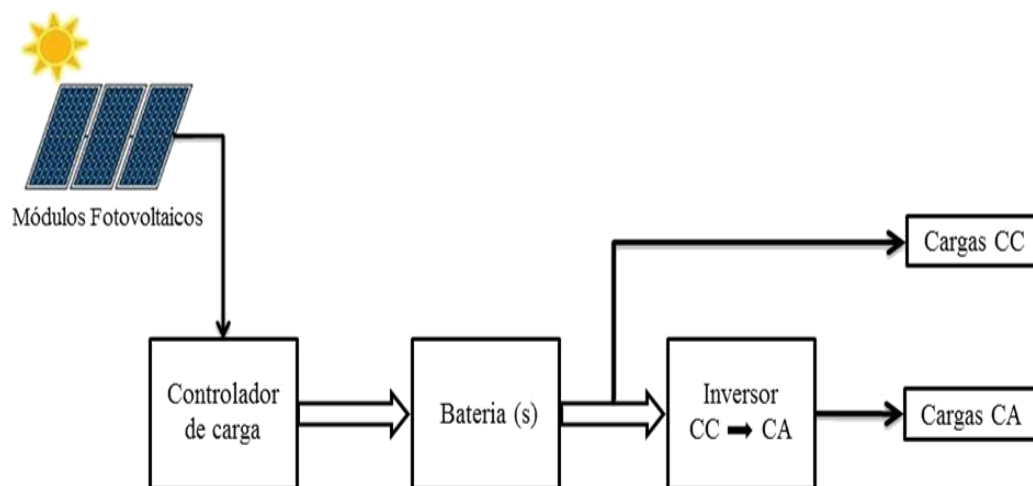 Módulos Fotovoltaicos
Cargas CC
Controlador
de carga
Bateria (s)
Inversor
CC ➡ CA
Cargas CA